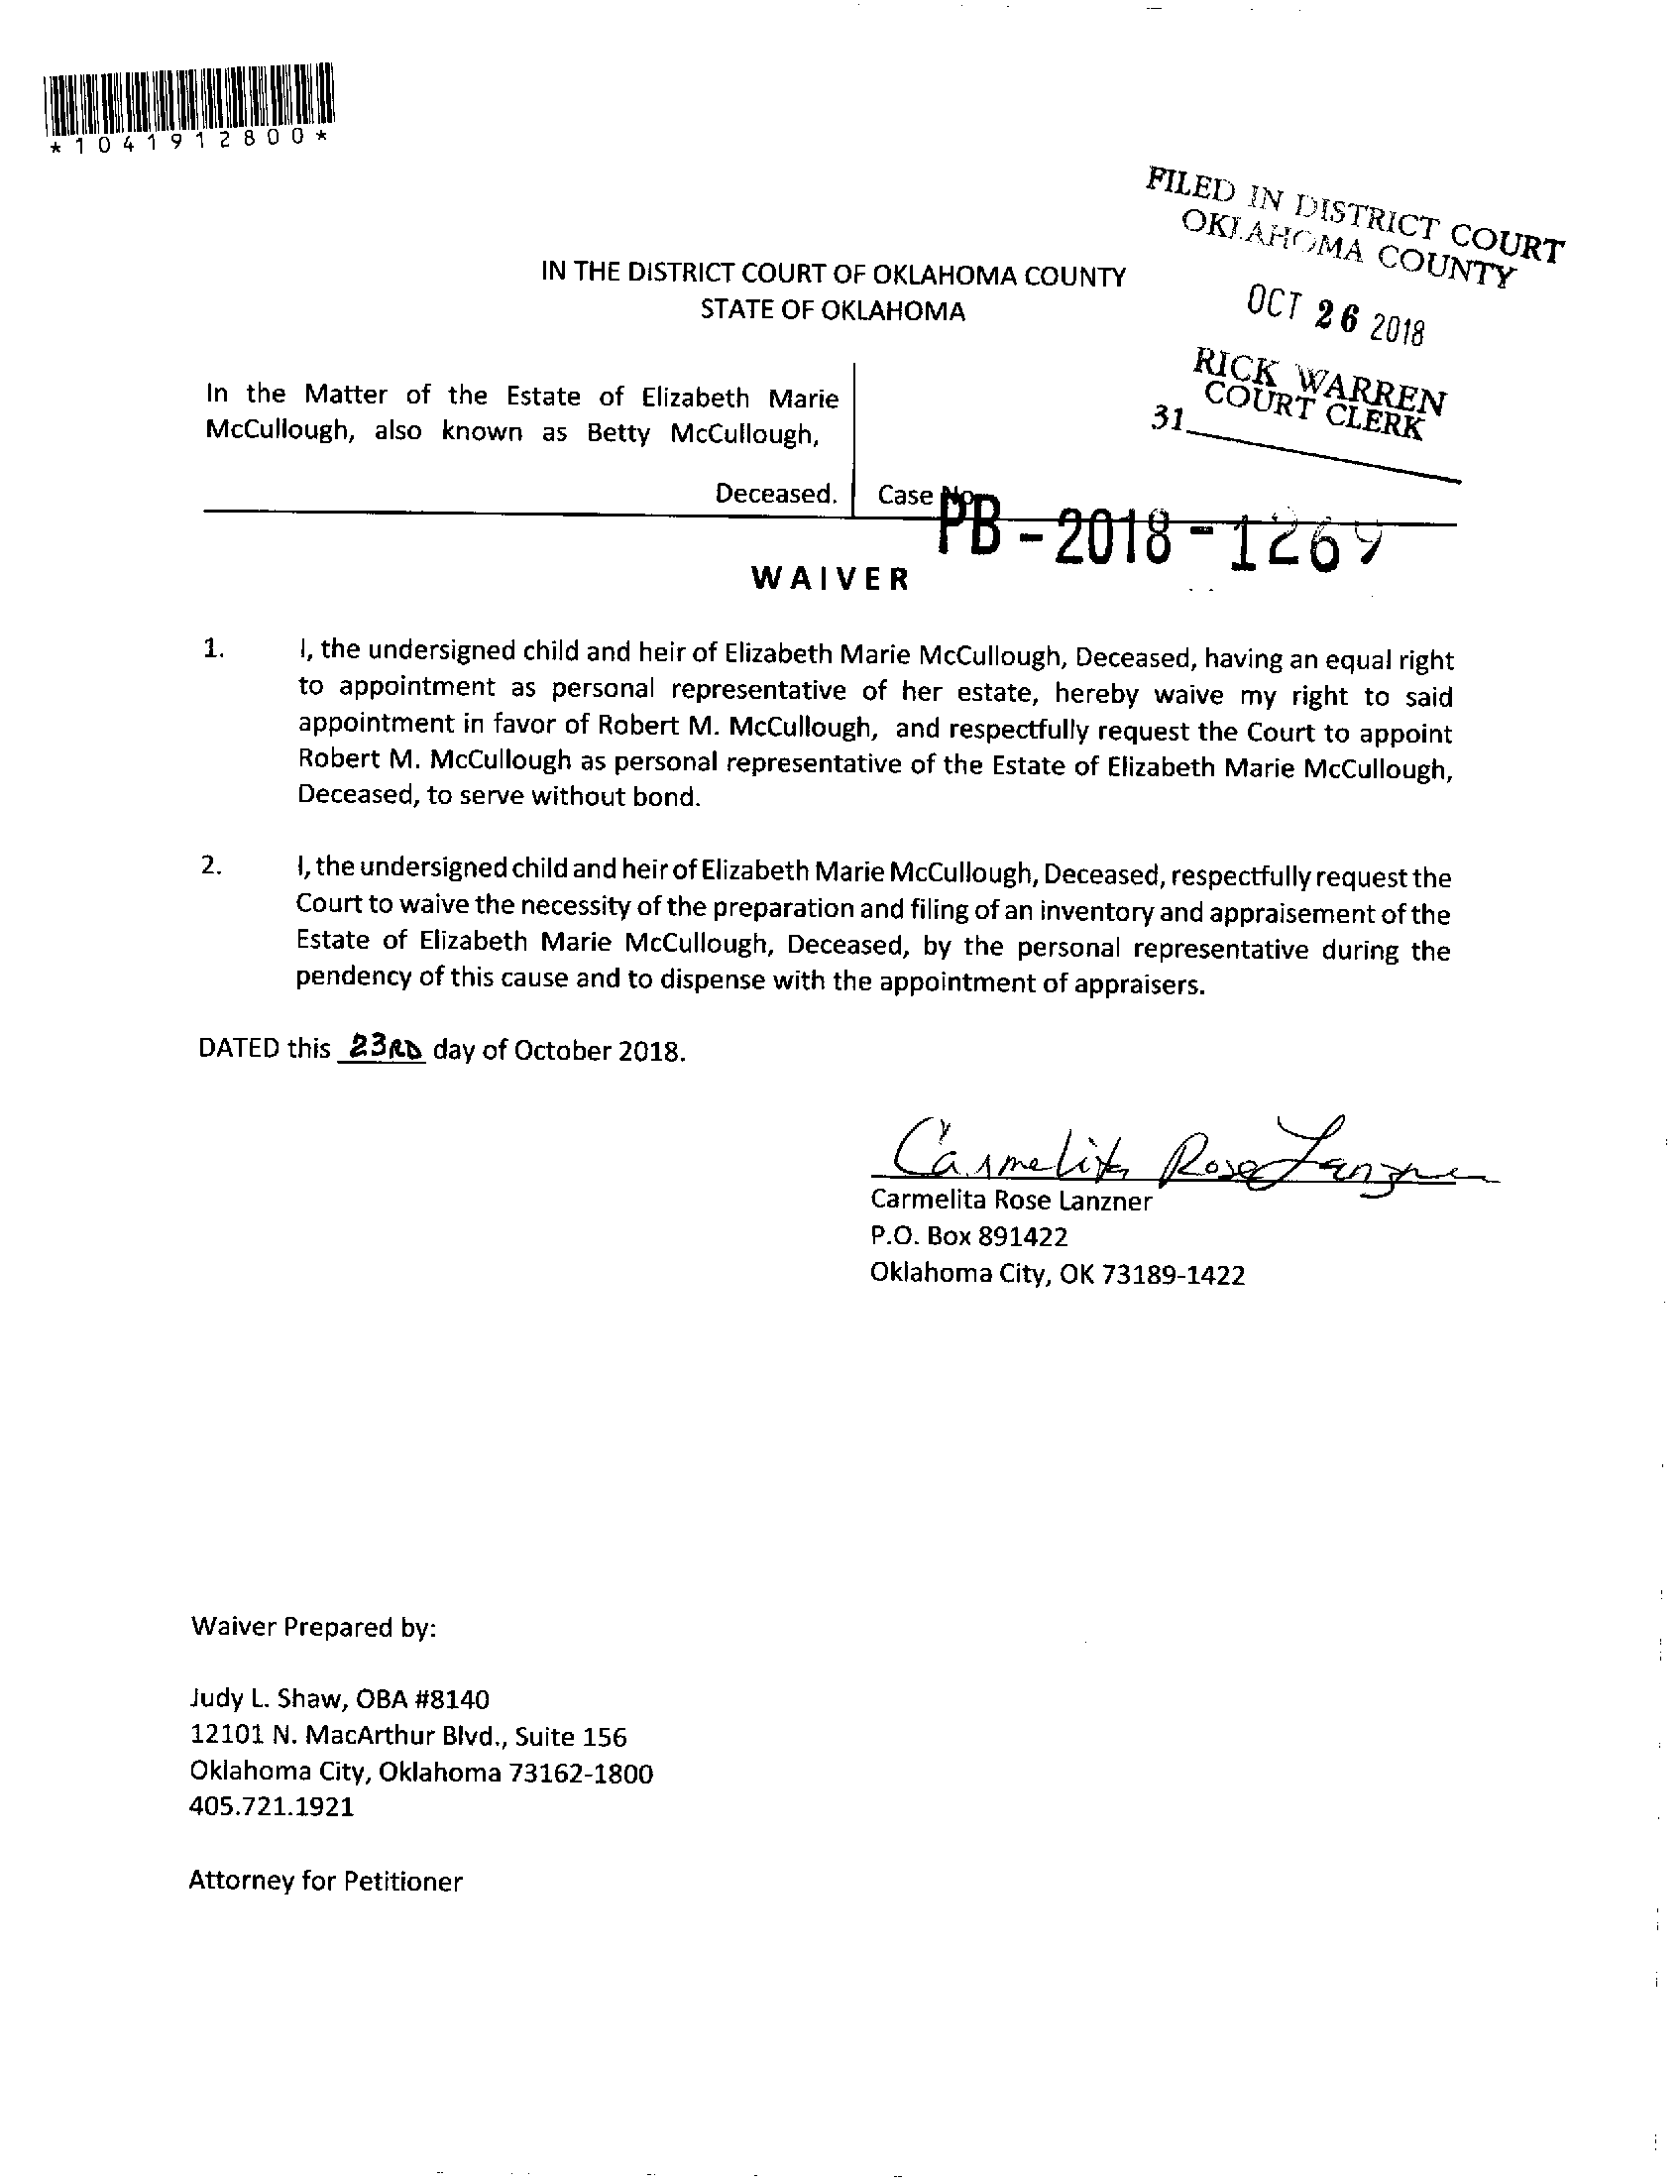 *1041912800*
FILED IN DISTRICT COURT
OKLAHOMA COUNTY
OCT 26 2018
RICK WARREN
COURT CLERK
31
IN THE DISTRICT COURT OF OKLAHOMA COUNTY
STATE OF OKLAHOMA
In the Matter of the Estate of Elizabeth Marie
McCullough, also known as Betty McCullough,
Deceased.
Case No.
PB-2018-1269
WAIVER
1. I, the undersigned child and heir of Elizabeth Marie McCullough, Deceased, having an equal right
to appointment as personal representative of her estate, hereby waive my right to said
appointment in favor of Robert M. McCullough, and respectfully request the Court to appoint
Robert M. McCullough as personal representative of the Estate of Elizabeth Marie McCullough,
Deceased, to serve without bond.
2. I, the undersigned child and heir of Elizabeth Marie McCullough, Deceased, respectfully request the
Court to waive the necessity of the preparation and filing of an inventory and appraisement of the
Estate of Elizabeth Marie McCullough, Deceased, by the personal representative during the
pendency of this cause and to dispense with the appointment of appraisers.
DATED this 23RD day of October 2018.
Carmelita Rose Lanzner
Carmelita Rose Lanzner
P.O. Box 891422
Oklahoma City, OK 73189-1422
Waiver Prepared by:
Judy L. Shaw, OBA #8140
12101 N. MacArthur Blvd., Suite 156
Oklahoma City, Oklahoma 73162-1800
405.721.1921
Attorney for Petitioner